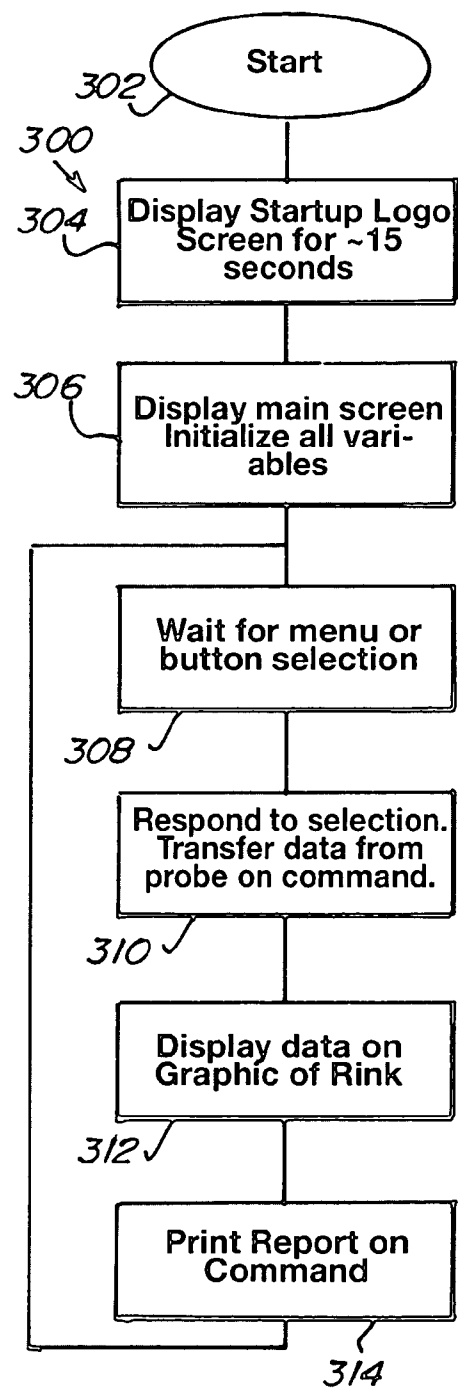 Start
302
300
304
Display Startup Logo
Screen for ~15
seconds
306
Display main screen
Initialize all vari-
ables
Wait for menu or
button selection
308
Respond to selection.
Transfer data from
probe on command.
310
Display data on
Graphic of Rink
312
Print Report on
Command
314